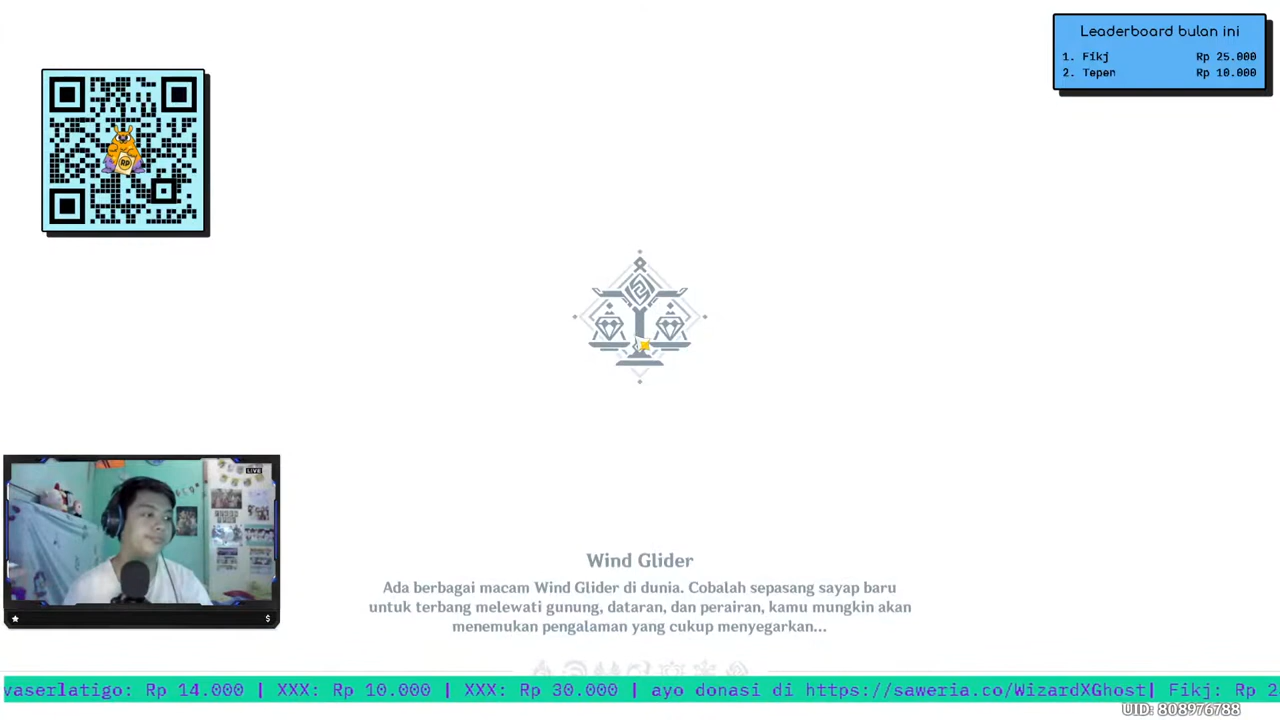 Leaderboard bulan ini
1. Fikj Rp 25.000
2. Tepen Rp 10.000
RP
LIVE
Wind Glider
Ada berbagai macam Wind Glider di dunia. Cobalah sepasang sayap baru
untuk terbang melewati gunung, dataran, dan perairan, kamu mungkin akan
menemukan pengalaman yang cukup menyegarkan...
vaserlatigo: Rp 14.000 | XXX: Rp 10.000 | XXX: Rp 30.000 | ayo donasi di https://saweria.co/WizardXGhost| Fikj: Rp 2
UID: 808976788